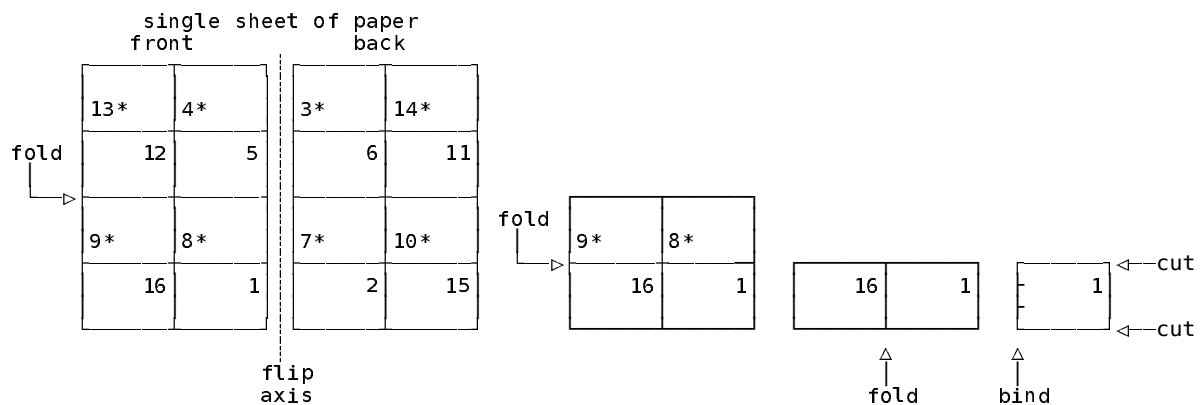 single sheet of paper
front back
13* 4* 3* 14*
fold 12 5 6 11
fold
9* 8* 7* 10* 9* 8*
cut
16 1 2 15 16 1 16 1 1
cut
flip
axis fold bind